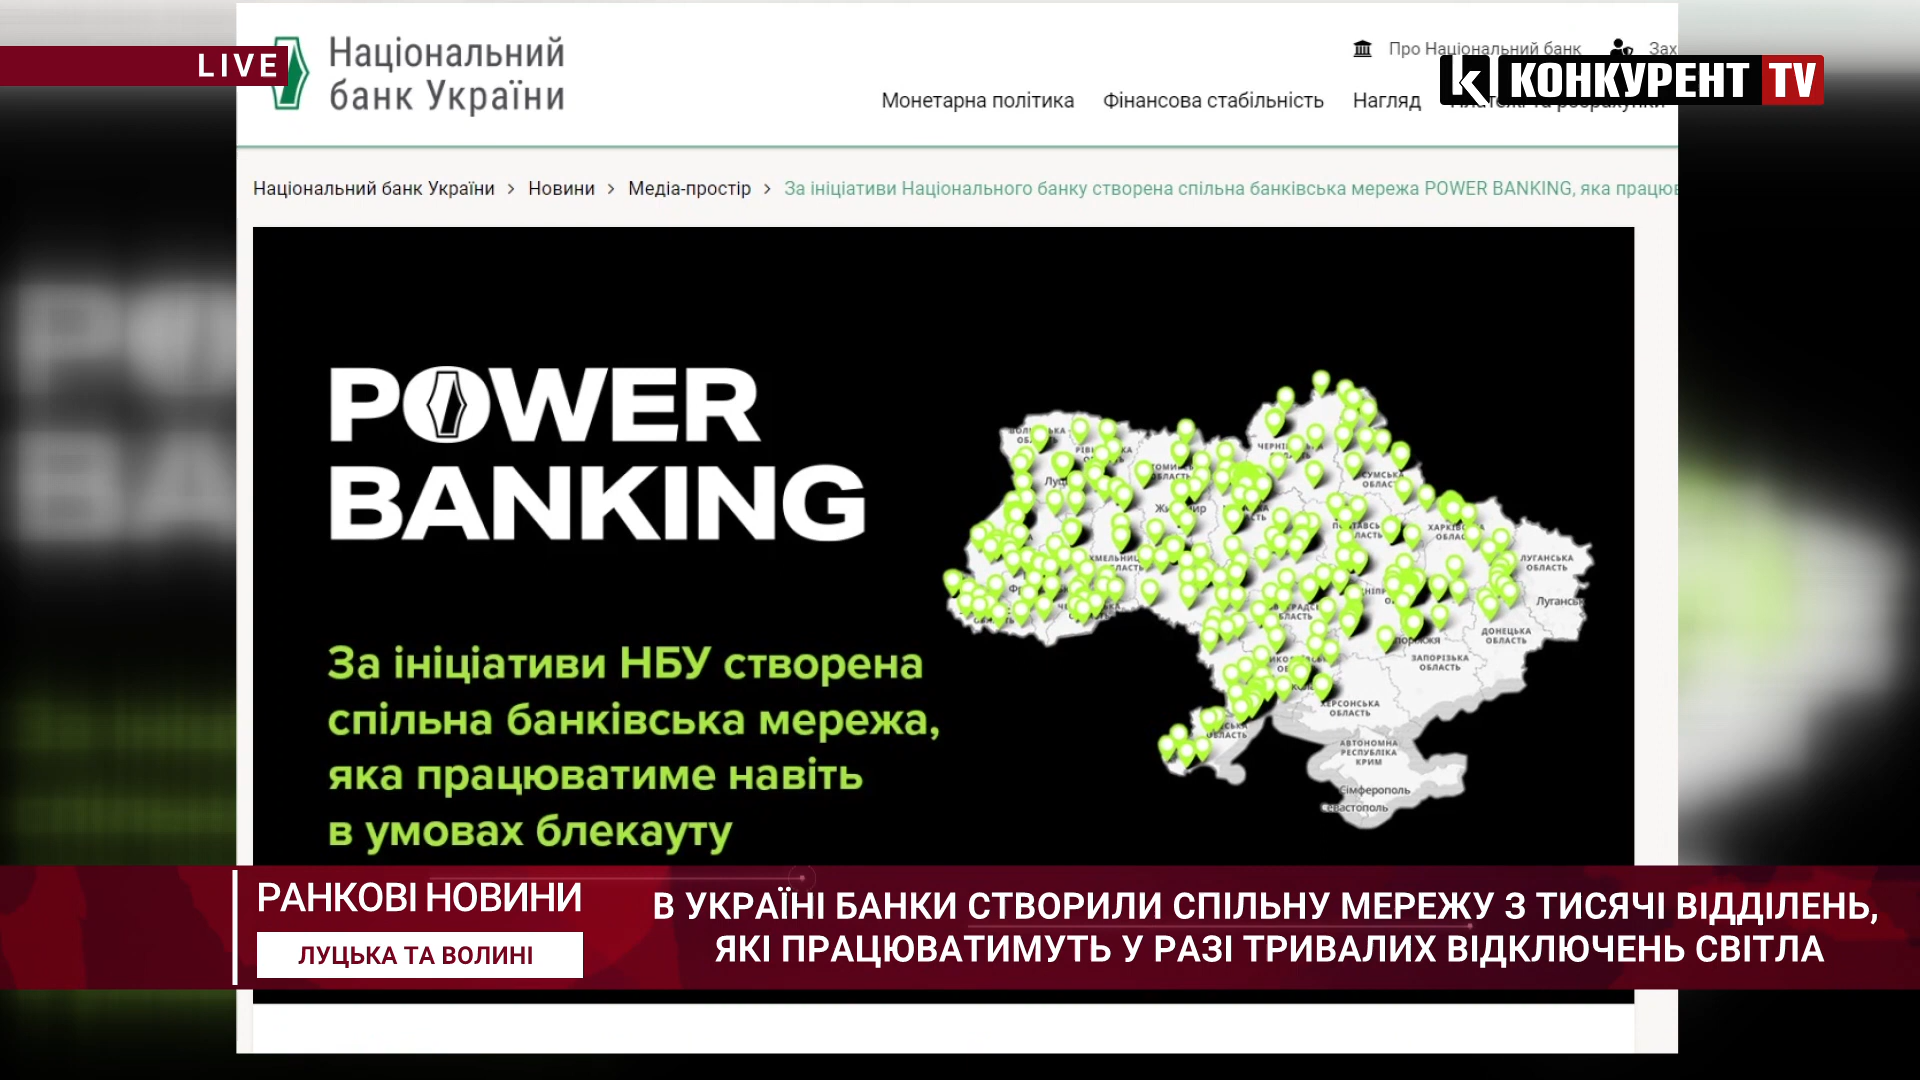 LIVE
Національний
банк України
Про Національний банк
Зах
КОНКУРЕНТ TV
Монетарна політика
Фінансова стабільність
Нагляд
Національний банк України > Новини > Медіа-простір > За ініціативи Національного банку створена спільна банківська мережа POWER BANKING, яка
POWER
BANKING
За ініціативи НБУ створена
спільна банківська мережа,
яка працюватиме навіть
в умовах блекауту
СУМСЬКА
ЛУГАНСЬКА
ОБЛАСТЬ
ДОНЕЦЬКА
ОБЛАСТЬ
ЗАПОРІЗЬКА
ОБЛАСТЬ
ХЕРСОНСЬКА
ОБЛАСТЬ
АВТОНОМНА
РЕСПУБЛІКА
КРИМ
Сімферополь
Севастополь
РАНКОВІ НОВИНИ
ЛУЦЬКА ТА ВОЛИНІ
В УКРАЇНІ БАНКИ СТВОРИЛИ СПІЛЬНУ МЕРЕЖУ З ТИСЯЧІ ВІДДІЛЕНЬ,
ЯКІ ПРАЦЮВАТИМУТЬ У РАЗІ ТРИВАЛИХ ВІДКЛЮЧЕНЬ СВІТЛА